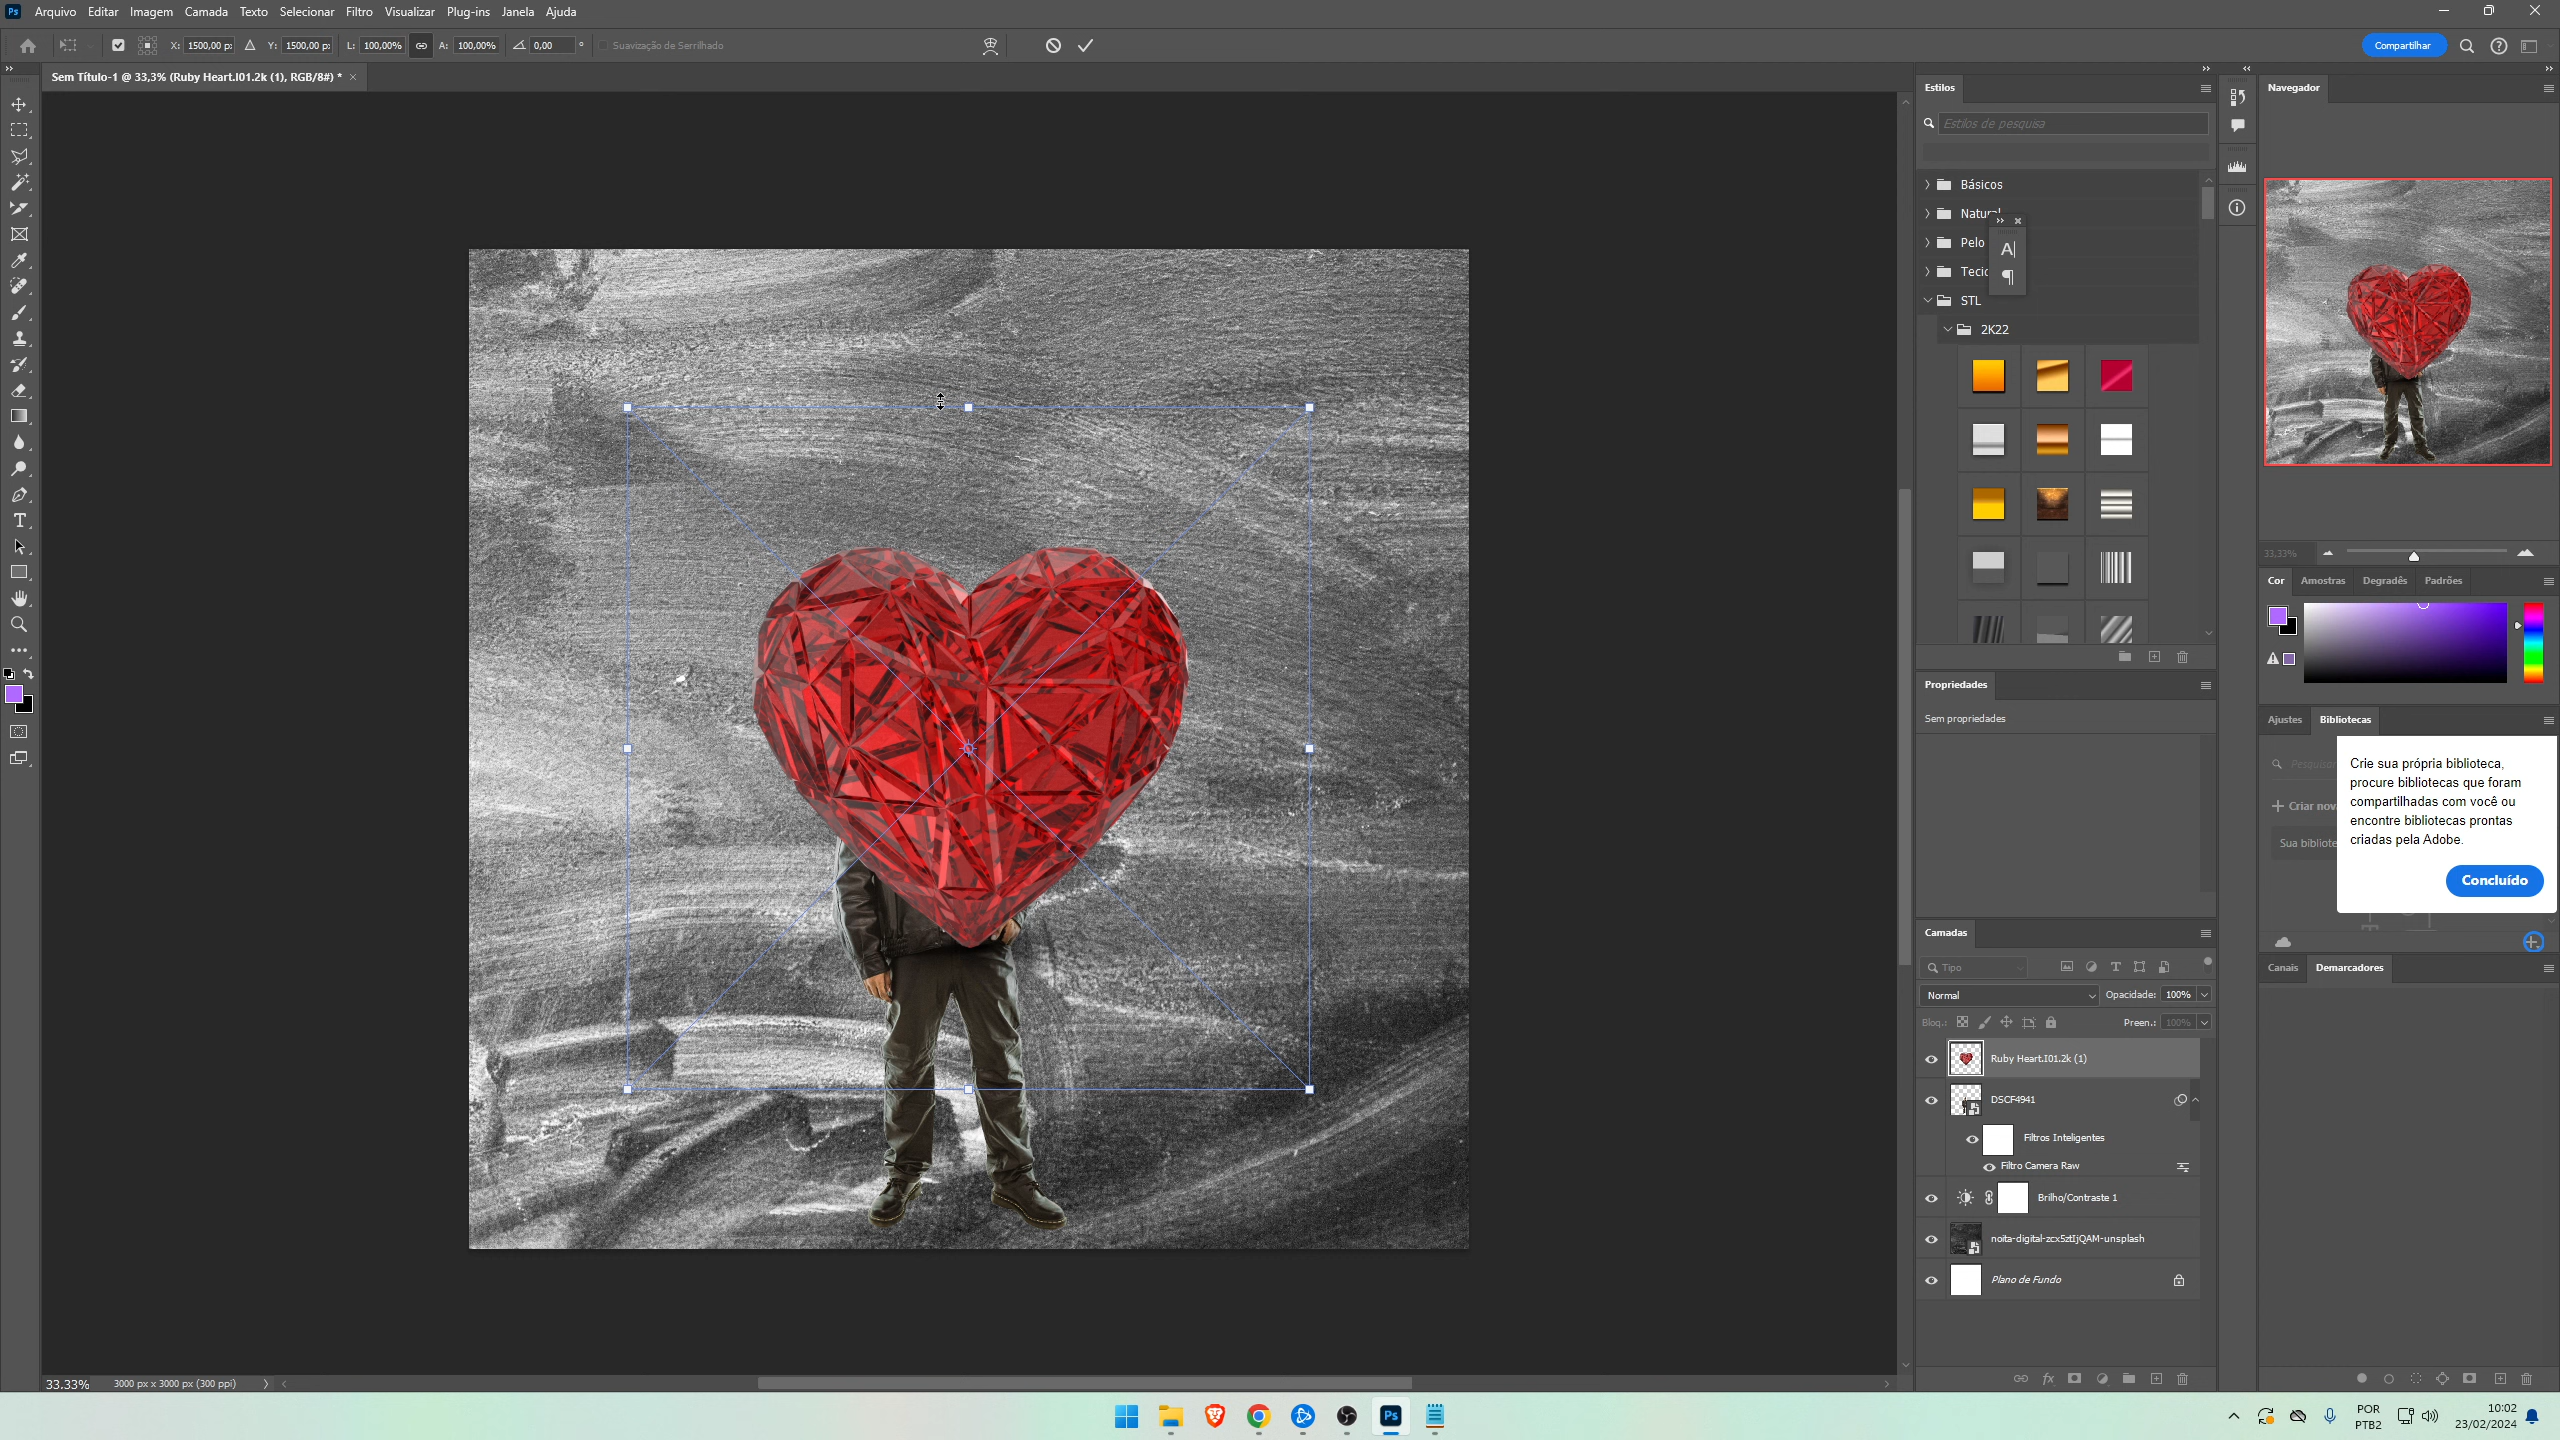 Ps Arquivo Editar Imagem Camada Texto Selecionar Filtro Visualizar Plug-ins Janela Ajuda
X: 1500,00 p: Y: 1500,00 p: L: 100,00% A: 100,00% 0,00 ° Suavização de Serrilhado
Compartilhar
Sem Título-1 @ 33,3% (Ruby Heart.I01.2k (1), RGB/8#) *
Estilos
Estilos de pesquisa
Básicos
Natural
Pelo
Tecid
STL
2K22
Propriedades
Sem propriedades
Camadas
Tipo
Normal Opacidade: 100%
Bloq.: Preen.: 100%
Ruby Heart.I01.2k (1)
DSCF4941
Filtros Inteligentes
Filtro Camera Raw
Brilho/Contraste 1
noita-digital-zcx5ztIjQAM-unsplash
Plano de Fundo
Navegador
33,33%
Cor Amostras Degradês Padrões
Ajustes Bibliotecas
Pesquisar
Criar nov
Sua bibliote
Crie sua própria biblioteca,
procure bibliotecas que foram
compartilhadas com você ou
encontre bibliotecas prontas
criadas pela Adobe.
Concluído
Canais Demarcadores
33.33% 3000 px x 3000 px (300 ppi)
Ps
POR
PTB2
10:02
23/02/2024